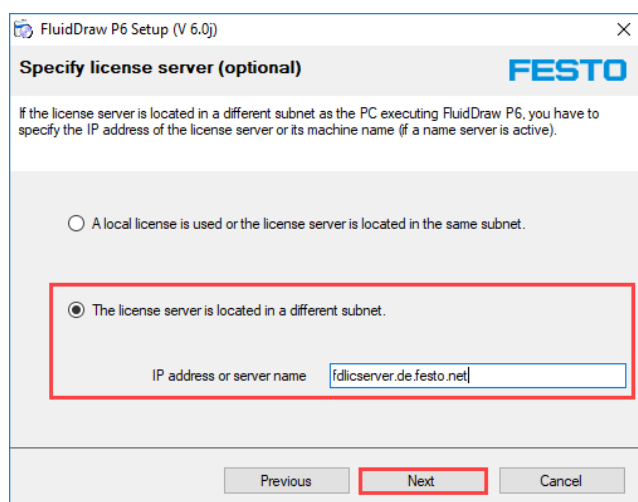 FluidDraw P6 Setup (V 6.0j)
Specify license server (optional)
FESTO
If the license server is located in a different subnet as the PC executing FluidDraw P6, you have to
specify the IP address of the license server or its machine name (if a name server is active).
A local license is used or the license server is located in the same subnet.
The license server is located in a different subnet.
IP address or server name
fdlicserver.de.festo.net
Previous
Next
Cancel